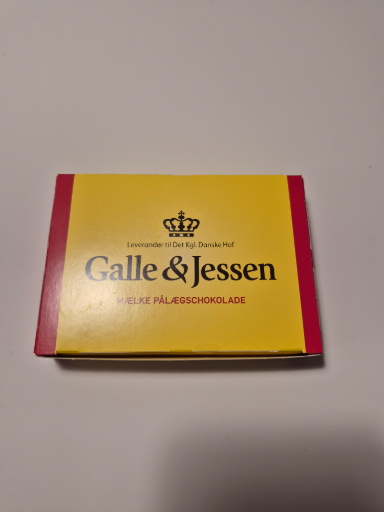 Leverandør til Det Kgl. Danske Hof
Galle & Jessen
MÆLKE PÅLÆGSCHOKOLADE